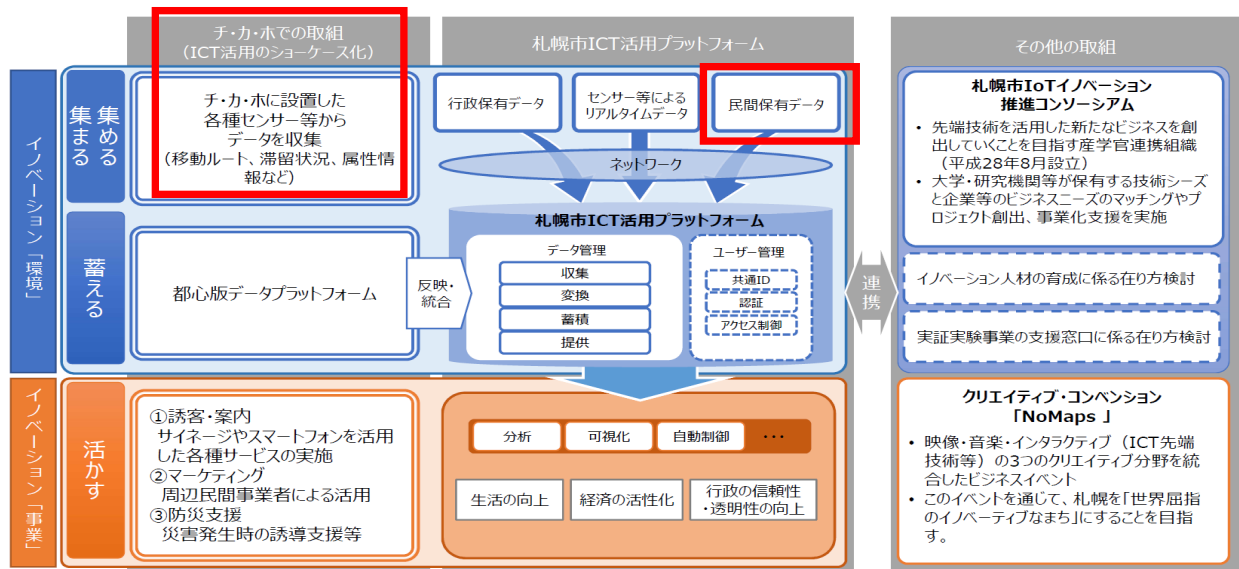 チ・カ・ホでの取組
(ICT活用のショーケース化)
札幌市ICT活用プラットフォーム
その他の取組
イノベーション「環境」
集める
集まる
チ・カ・ホに設置した
各種センサー等から
データを収集
(移動ルート、滞留状況、属性情
報など)
行政保有データ
センサー等による
リアルタイムデータ
民間保有データ
ネットワーク
蓄える
都心版データプラットフォーム
反映・
統合
札幌市ICT活用プラットフォーム
データ管理
収集
変換
蓄積
提供
ユーザー管理
共通ID
認証
アクセス制御
連携
札幌市IoTイノベーション
推進コンソーシアム
• 先端技術を活用した新たなビジネスを創
出していくことを目指す産学官連携組織
(平成28年8月設立)
• 大学・研究機関等が保有する技術シーズ
と企業等のビジネスニーズのマッチングやプ
ロジェクト創出、事業化支援を実施
イノベーション人材の育成に係る在り方検討
実証実験事業の支援窓口に係る在り方検討
イノベーション「事業」
活かす
①誘客・案内
サイネージやスマートフォンを活用
した各種サービスの実施
②マーケティング
周辺民間事業者による活用
③防災支援
災害発生時の誘導支援等
分析
可視化
自動制御
・・・
生活の向上
経済の活性化
行政の信頼性
・透明性の向上
クリエイティブ・コンベンション
「NoMaps 」
• 映像・音楽・インタラクティブ(ICT先端
技術等)の3つのクリエイティブ分野を統
合したビジネスイベント
• このイベントを通じて、札幌を「世界屈指
のイノベーティブなまち」にすることを目指
す。